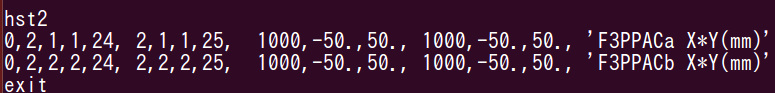 hst2
0,2,1,1,24, 2,1,1,25,  1000,-50.,50., 1000,-50.,50., 'F3PPACa X*Y(mm)'
0,2,2,2,24, 2,2,2,25,  1000,-50.,50., 1000,-50.,50., 'F3PPACb X*Y(mm)'
exit